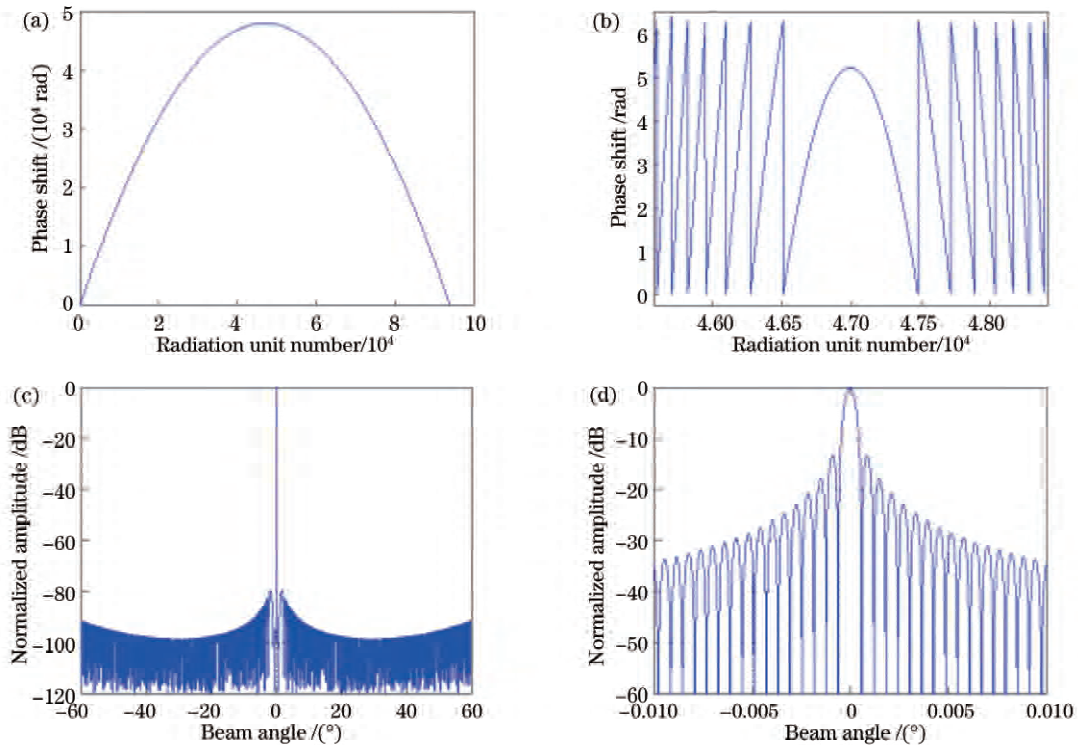 (a)
Phase shift /(10⁴ rad)
5
4
3
2
1
0
0 2 4 6 8 10
Radiation unit number/10⁴
(b)
Phase shift /rad
6
5
4
3
2
1
0
4.60 4.65 4.70 4.75 4.80
Radiation unit number/10⁴
(c)
Normalized amplitude /dB
0
−20
−40
−60
−80
−100
−120
−60 −40 −20 0 20 40 60
Beam angle /(°)
(d)
Normalized amplitude /dB
0
−10
−20
−30
−40
−50
−60
−0.010 −0.005 0 0.005 0.010
Beam angle /(°)